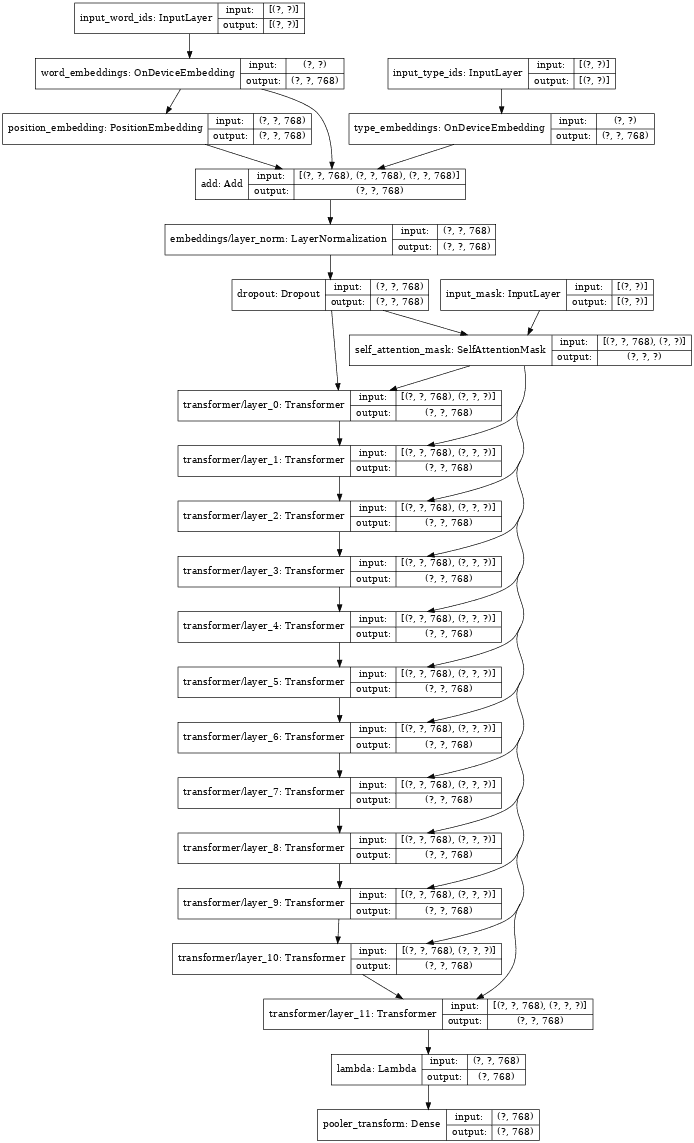 input_word_ids: InputLayer
input: [(?, ?)]
output: [(?, ?)]
word_embeddings: OnDeviceEmbedding
input: (?, ?)
output: (?, ?, 768)
input_type_ids: InputLayer
input: [(?, ?)]
output: [(?, ?)]
position_embedding: PositionEmbedding
input: (?, ?, 768)
output: (?, ?, 768)
type_embeddings: OnDeviceEmbedding
input: (?, ?)
output: (?, ?, 768)
add: Add
input: [(?, ?, 768), (?, ?, 768), (?, ?, 768)]
output: (?, ?, 768)
embeddings/layer_norm: LayerNormalization
input: (?, ?, 768)
output: (?, ?, 768)
dropout: Dropout
input: (?, ?, 768)
output: (?, ?, 768)
input_mask: InputLayer
input: [(?, ?)]
output: [(?, ?)]
self_attention_mask: SelfAttentionMask
input: [(?, ?, 768), (?, ?)]
output: (?, ?, ?)
transformer/layer_0: Transformer
input: [(?, ?, 768), (?, ?, ?)]
output: (?, ?, 768)
transformer/layer_1: Transformer
input: [(?, ?, 768), (?, ?, ?)]
output: (?, ?, 768)
transformer/layer_2: Transformer
input: [(?, ?, 768), (?, ?, ?)]
output: (?, ?, 768)
transformer/layer_3: Transformer
input: [(?, ?, 768), (?, ?, ?)]
output: (?, ?, 768)
transformer/layer_4: Transformer
input: [(?, ?, 768), (?, ?, ?)]
output: (?, ?, 768)
transformer/layer_5: Transformer
input: [(?, ?, 768), (?, ?, ?)]
output: (?, ?, 768)
transformer/layer_6: Transformer
input: [(?, ?, 768), (?, ?, ?)]
output: (?, ?, 768)
transformer/layer_7: Transformer
input: [(?, ?, 768), (?, ?, ?)]
output: (?, ?, 768)
transformer/layer_8: Transformer
input: [(?, ?, 768), (?, ?, ?)]
output: (?, ?, 768)
transformer/layer_9: Transformer
input: [(?, ?, 768), (?, ?, ?)]
output: (?, ?, 768)
transformer/layer_10: Transformer
input: [(?, ?, 768), (?, ?, ?)]
output: (?, ?, 768)
transformer/layer_11: Transformer
input: [(?, ?, 768), (?, ?, ?)]
output: (?, ?, 768)
lambda: Lambda
input: (?, ?, 768)
output: (?, 768)
pooler_transform: Dense
input: (?, 768)
output: (?, 768)